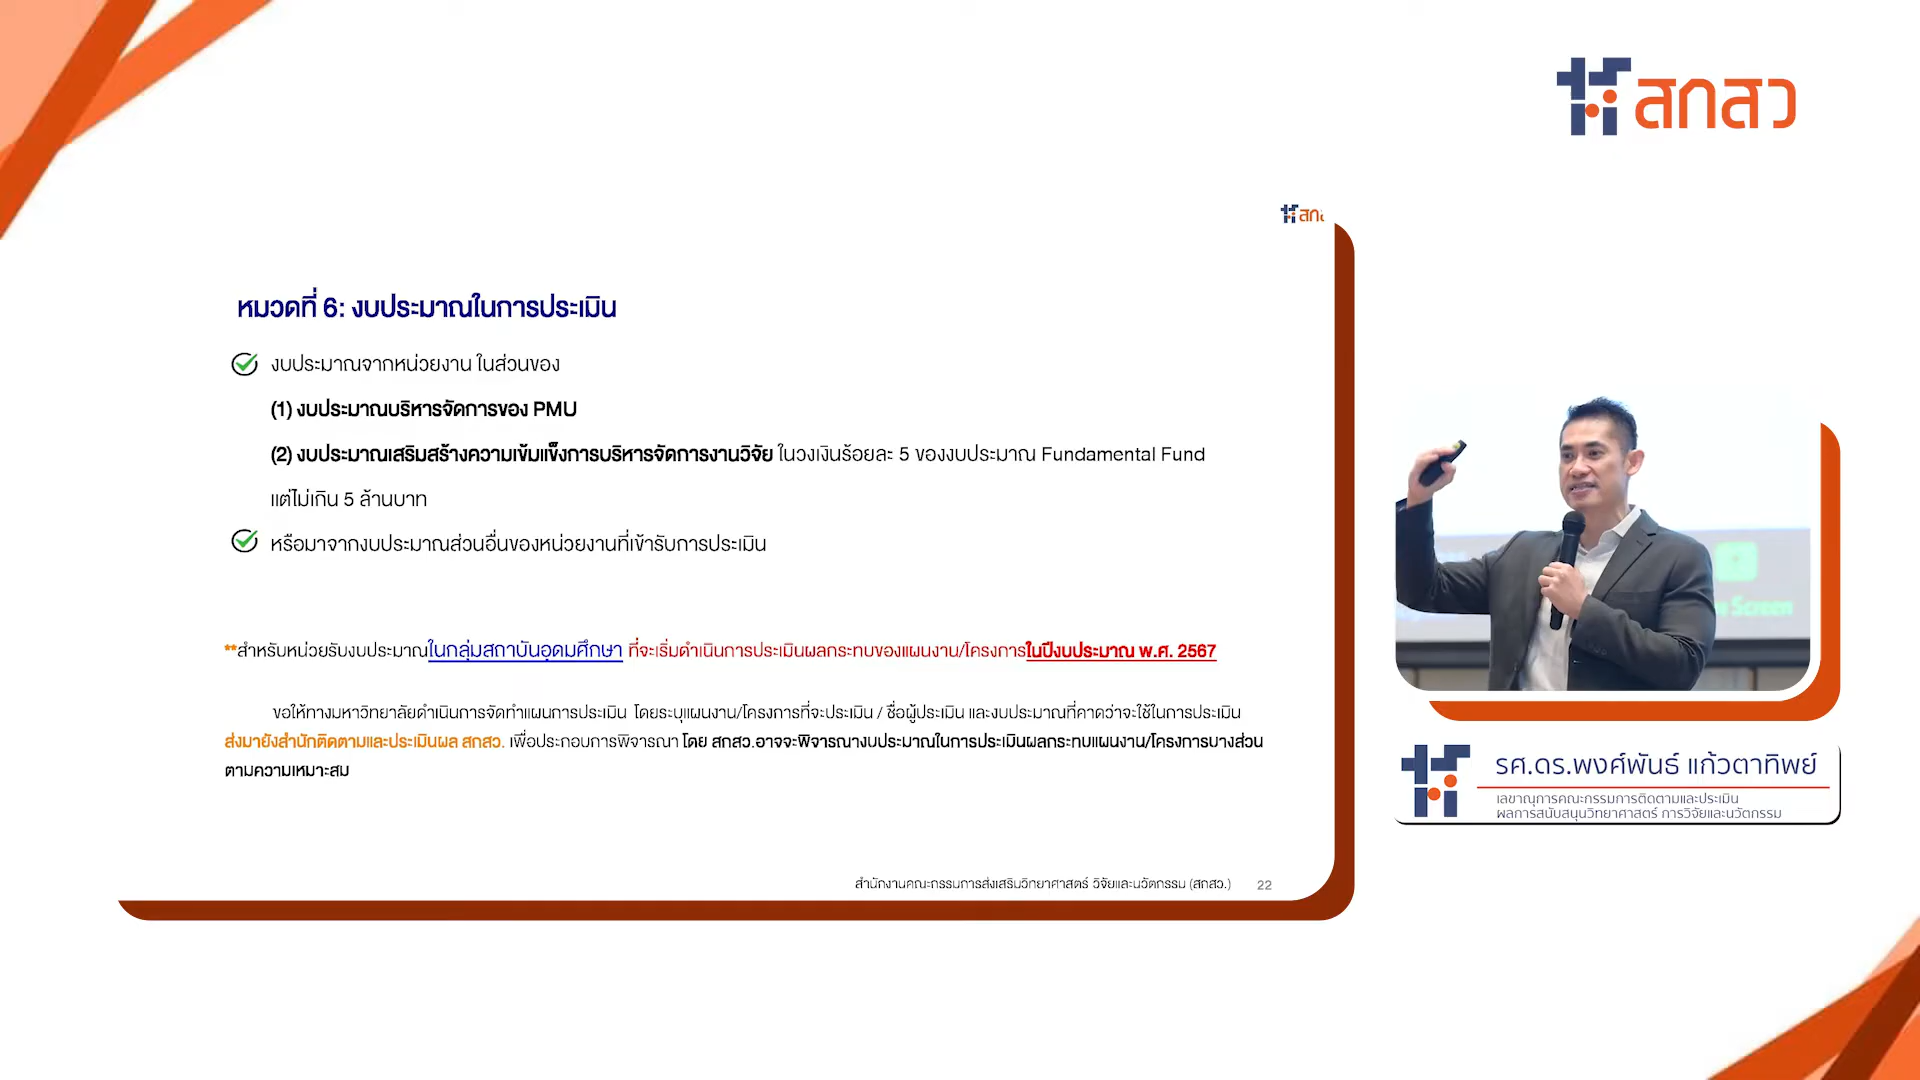 สกสว
สกส
หมวดที่ 6: งบประมาณในการประเมิน
งบประมาณจากหน่วยงาน ในส่วนของ
(1) งบประมาณบริหารจัดการของ PMU
(2) งบประมาณเสริมสร้างความเข้มแข็งการบริหารจัดการงานวิจัย ในวงเงินร้อยละ 5 ของงบประมาณ Fundamental Fund
แต่ไม่เกิน 5 ล้านบาท
หรือมาจากงบประมาณส่วนอื่นของหน่วยงานที่เข้ารับการประเมิน
**สำหรับหน่วยรับงบประมาณในกลุ่มสถาบันอุดมศึกษา ที่จะเริ่มดำเนินการประเมินผลกระทบของแผนงาน/โครงการในปีงบประมาณ พ.ศ. 2567
ขอให้ทางมหาวิทยาลัยดำเนินการจัดทำแผนการประเมิน โดยระบุแผนงาน/โครงการที่จะประเมิน / ชื่อผู้ประเมิน และงบประมาณที่คาดว่าจะใช้ในการประเมิน
ส่งมายังสำนักติดตามและประเมินผล สกสว. เพื่อประกอบการพิจารณา โดย สกสว.อาจจะพิจารณางบประมาณในการประเมินผลกระทบแผนงาน/โครงการบางส่วน
ตามความเหมาะสม
สำนักงานคณะกรรมการส่งเสริมวิทยาศาสตร์ วิจัยและนวัตกรรม (สกสว.) 22
Screen
รศ.ดร.พงศ์พันธ์ แก้วตาทิพย์
เลขานุการคณะกรรมการติดตามและประเมิน
ผลการสนับสนุนวิทยาศาสตร์ การวิจัยและนวัตกรรม